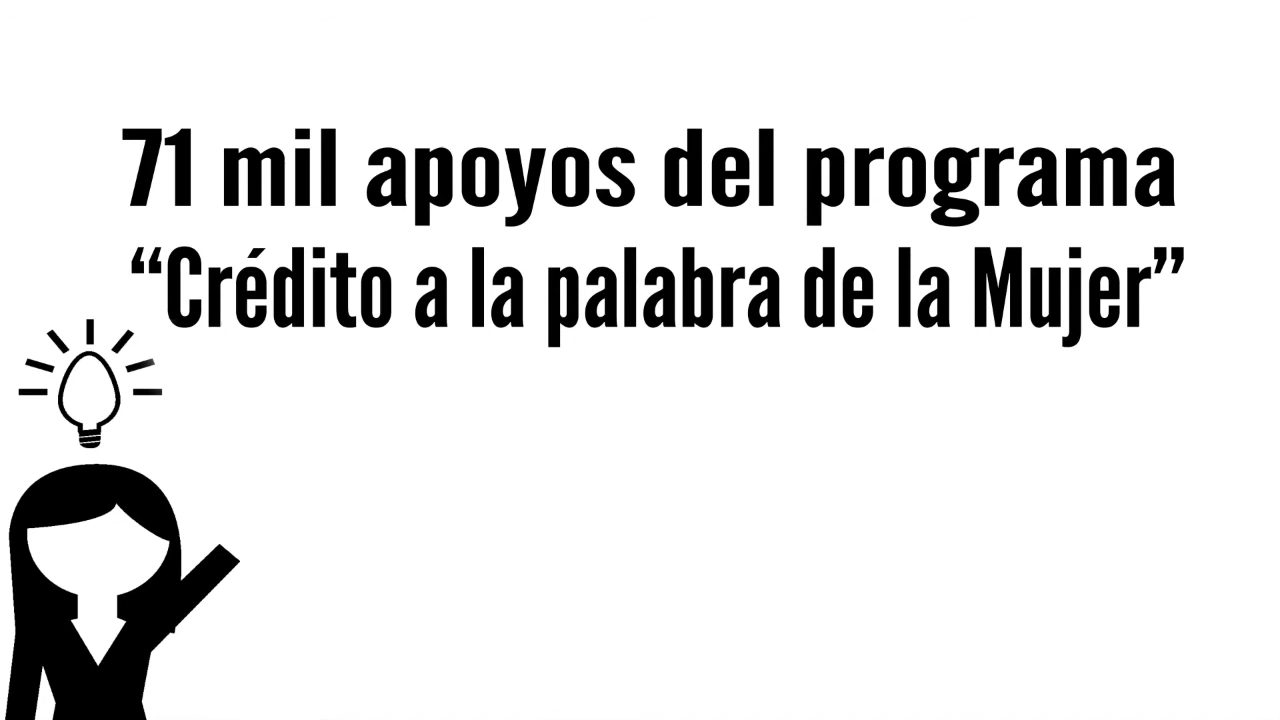 71 mil apoyos del programa
“Crédito a la palabra de la Mujer”